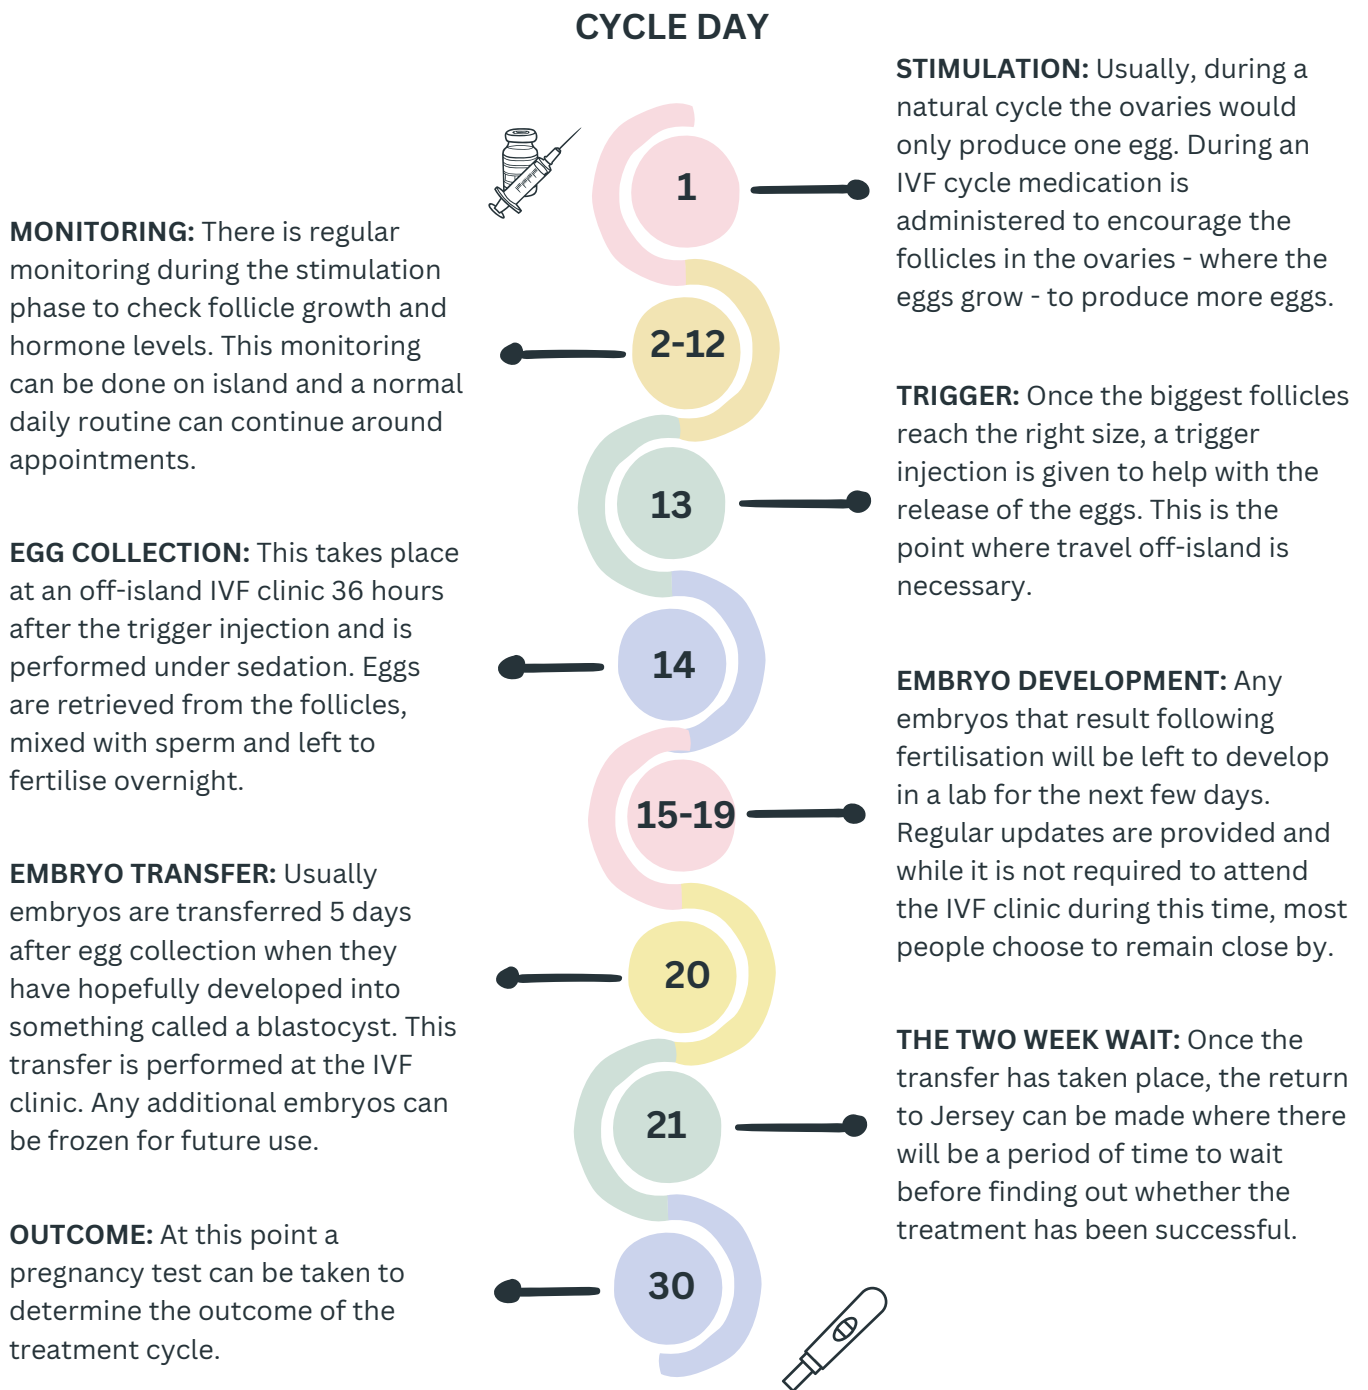 CYCLE DAY
1
STIMULATION: Usually, during a
natural cycle the ovaries would
only produce one egg. During an
IVF cycle medication is
administered to encourage the
follicles in the ovaries - where the
eggs grow - to produce more eggs.
2-12
MONITORING: There is regular
monitoring during the stimulation
phase to check follicle growth and
hormone levels. This monitoring
can be done on island and a normal
daily routine can continue around
appointments.
13
TRIGGER: Once the biggest follicles
reach the right size, a trigger
injection is given to help with the
release of the eggs. This is the
point where travel off-island is
necessary.
14
EGG COLLECTION: This takes place
at an off-island IVF clinic 36 hours
after the trigger injection and is
performed under sedation. Eggs
are retrieved from the follicles,
mixed with sperm and left to
fertilise overnight.
15-19
EMBRYO DEVELOPMENT: Any
embryos that result following
fertilisation will be left to develop
in a lab for the next few days.
Regular updates are provided and
while it is not required to attend
the IVF clinic during this time, most
people choose to remain close by.
20
EMBRYO TRANSFER: Usually
embryos are transferred 5 days
after egg collection when they
have hopefully developed into
something called a blastocyst. This
transfer is performed at the IVF
clinic. Any additional embryos can
be frozen for future use.
21
THE TWO WEEK WAIT: Once the
transfer has taken place, the return
to Jersey can be made where there
will be a period of time to wait
before finding out whether the
treatment has been successful.
30
OUTCOME: At this point a
pregnancy test can be taken to
determine the outcome of the
treatment cycle.